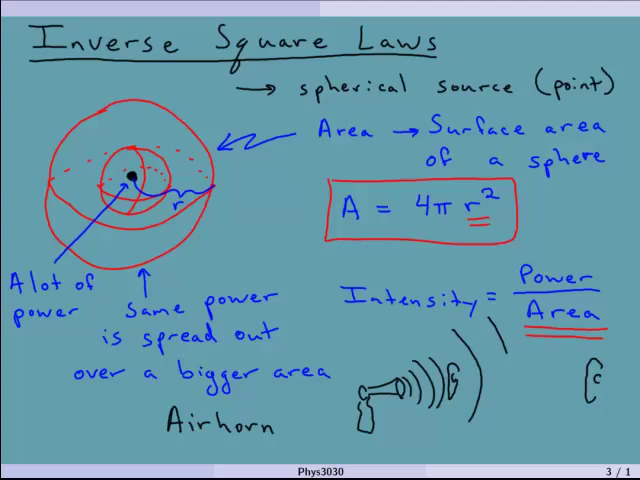 Inverse Square Laws
→ spherical source (point)
Area → Surface area
of a sphere
A = 4π r²
r
A lot of
power
same power
is spread out
over a bigger area
Intensity = Power
Area
Airhorn
Phys3030
3 / 1